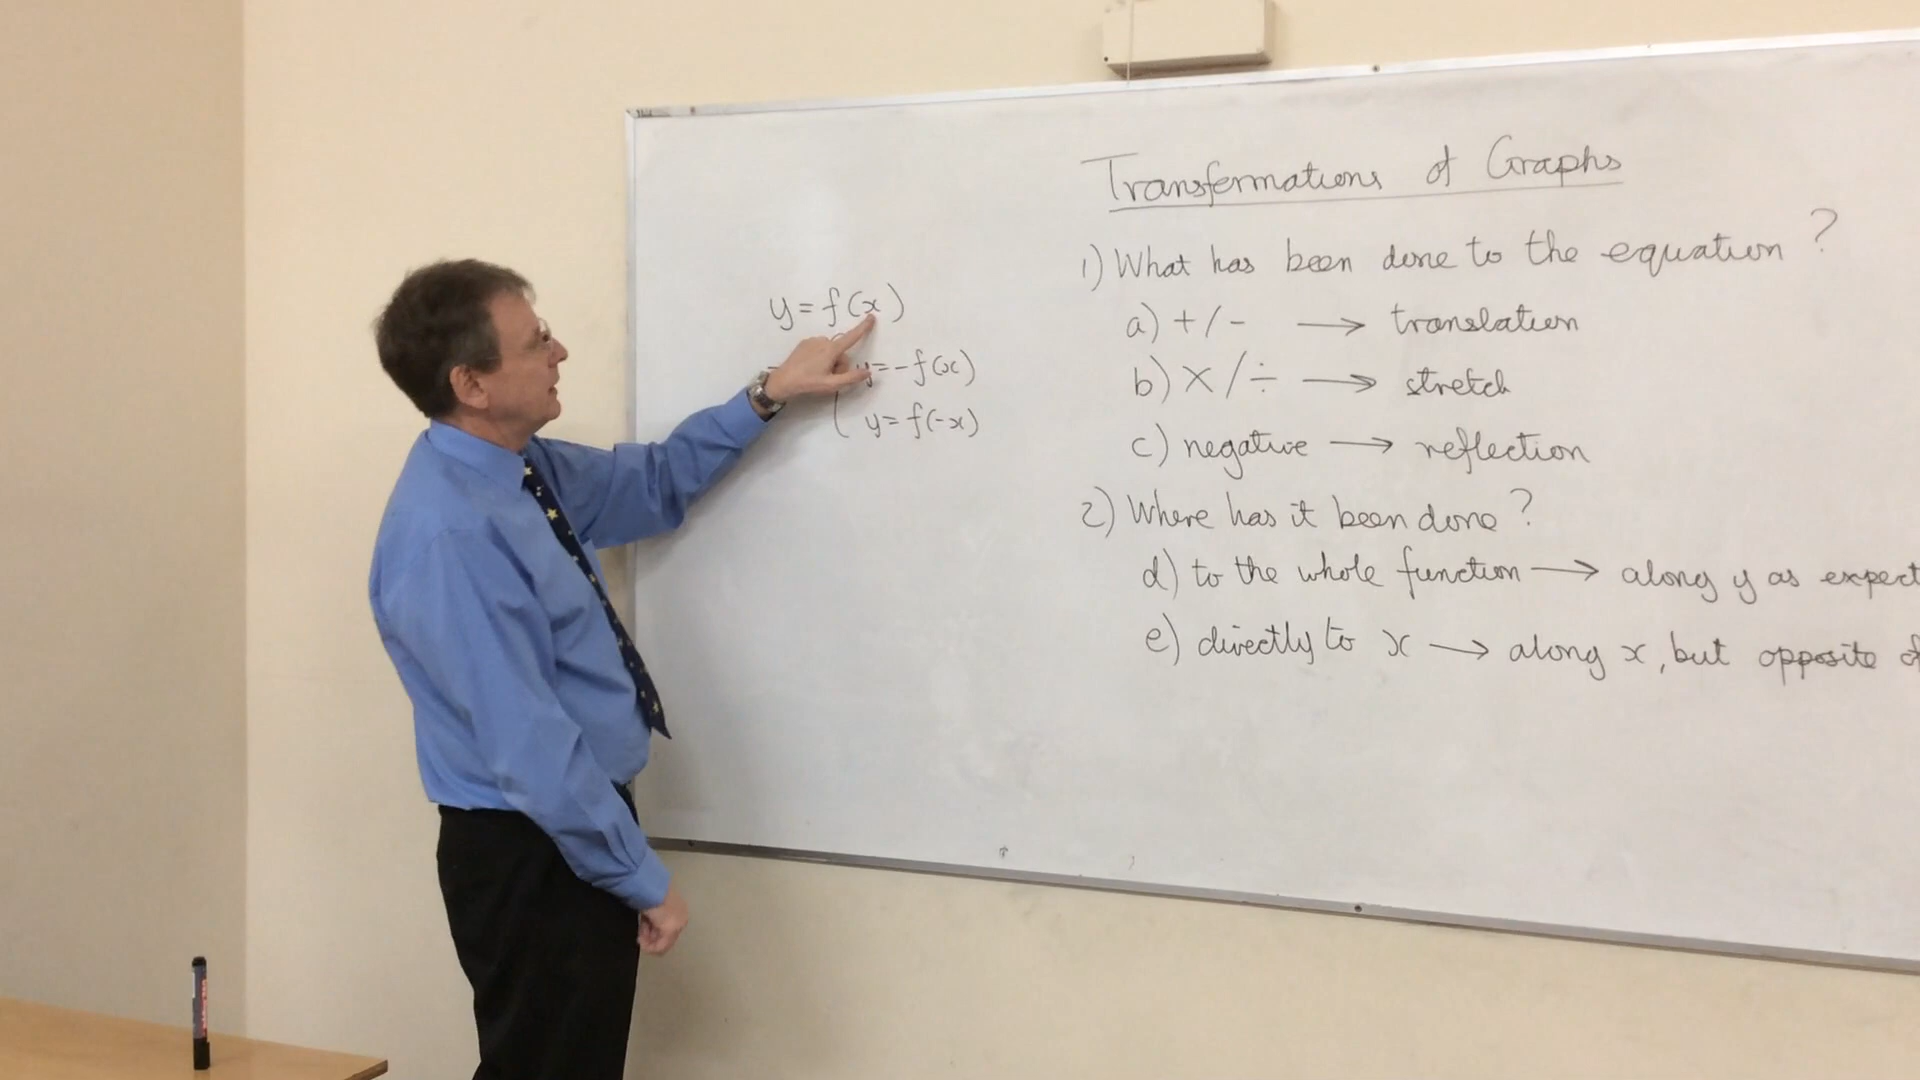 y = f(x)
y = -f(x)
y = f(-x)
Transformations of Graphs
1) What has been done to the equation ?
a) + / - → translation
b) × / ÷ → stretch
c) negative → reflection
2) Where has it been done ?
d) to the whole function → along y as expect
e) directly to x → along x, but opposite of